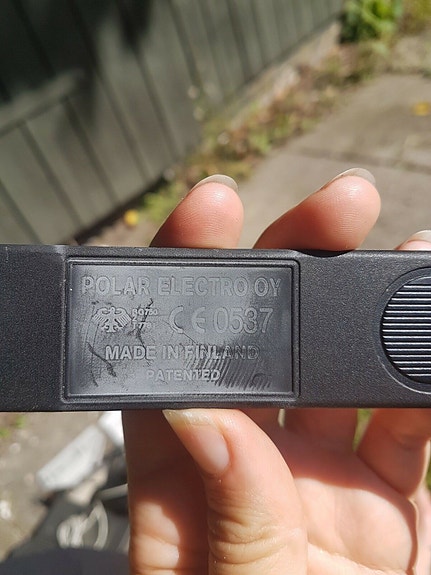 POLAR ELECTRO OY
CE 0537
MADE IN FINLAND
PATENTED